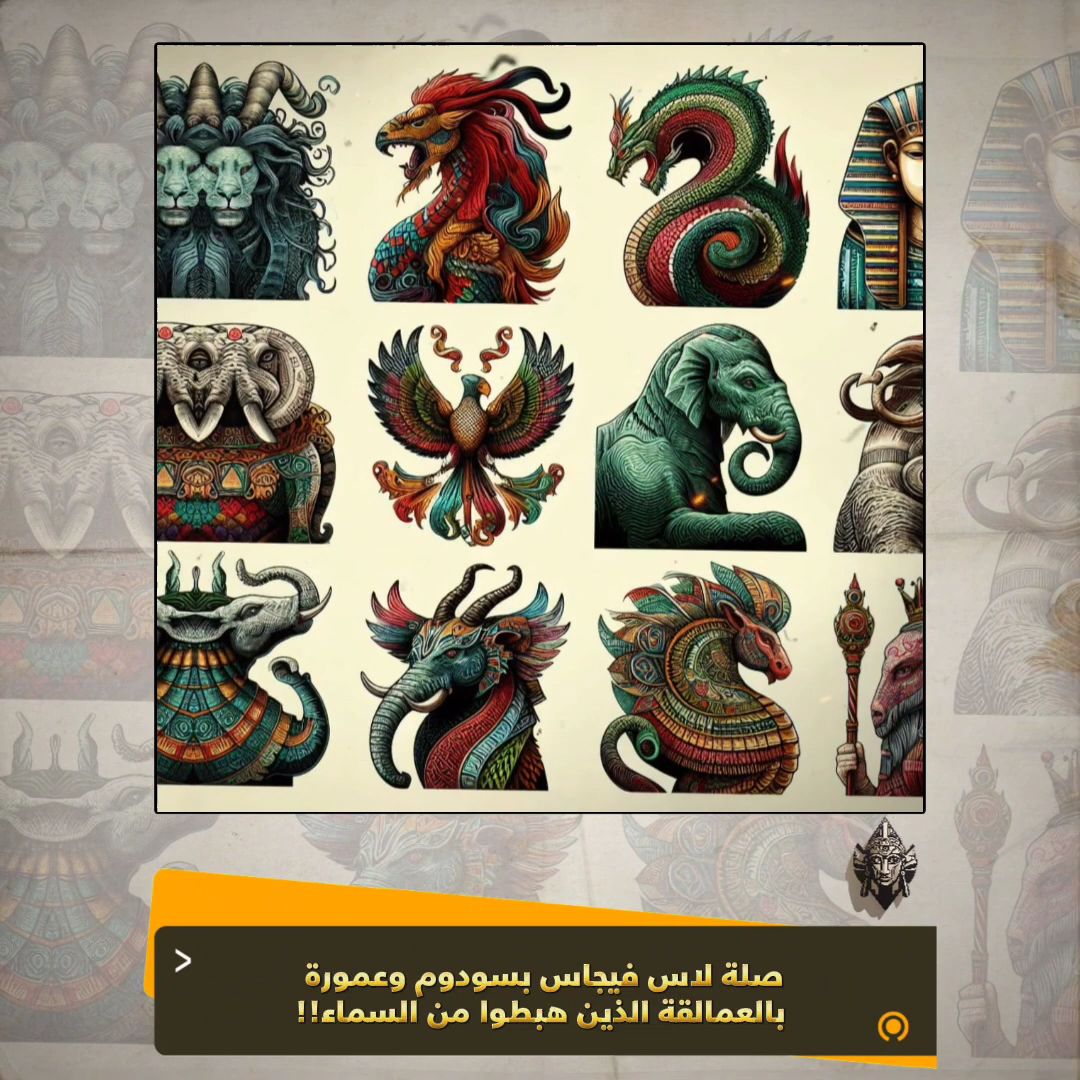 صلة لاس فيجاس بسودوم وعمورة
بالعمالقة الذين هبطوا من السماء!!